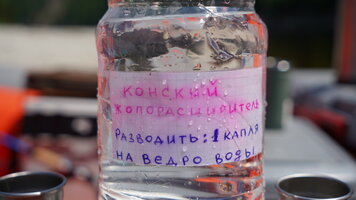 КОНСКИЙ
ЖОПОРАСШИРИТЕЛЬ
РАЗВОДИТЬ: 1 КАПЛЯ
НА ВЕДРО ВОДЫ